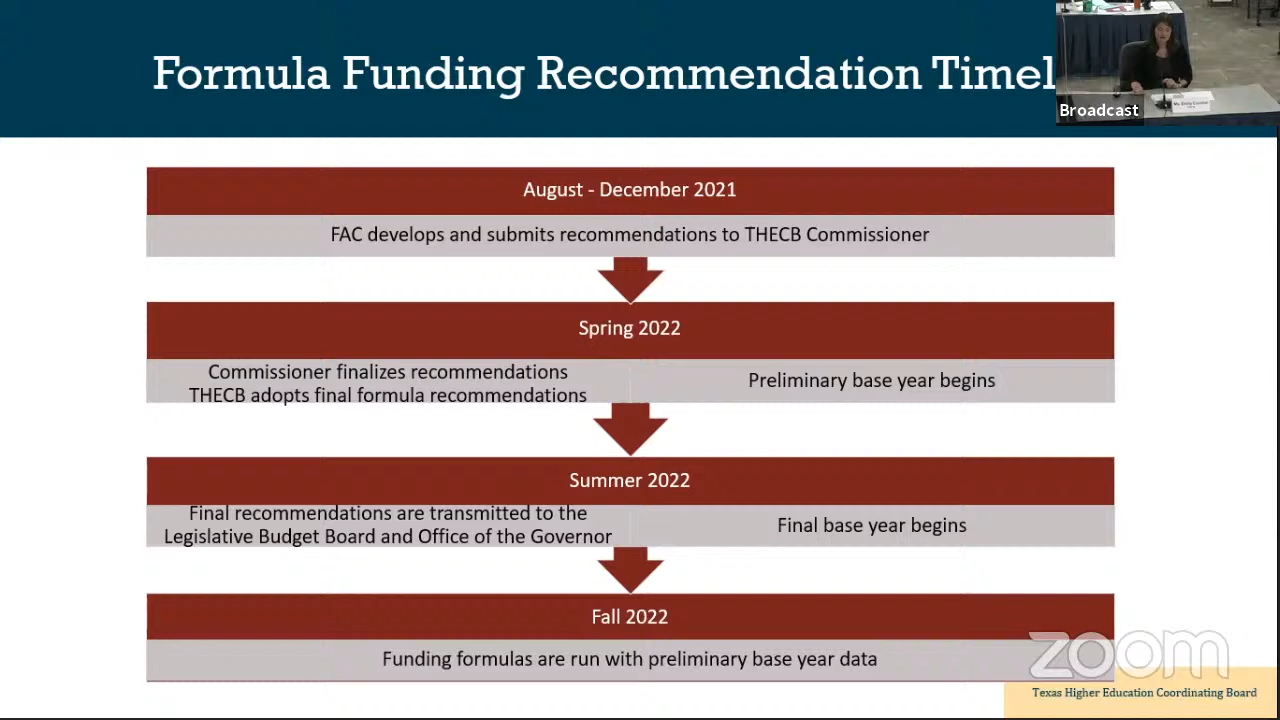 Formula Funding Recommendation Timel
Broadcast
August - December 2021
FAC develops and submits recommendations to THECB Commissioner
Spring 2022
Commissioner finalizes recommendations
THECB adopts final formula recommendations
Preliminary base year begins
Summer 2022
Final recommendations are transmitted to the
Legislative Budget Board and Office of the Governor
Final base year begins
Fall 2022
Funding formulas are run with preliminary base year data
zoom
Texas Higher Education Coordinating Board